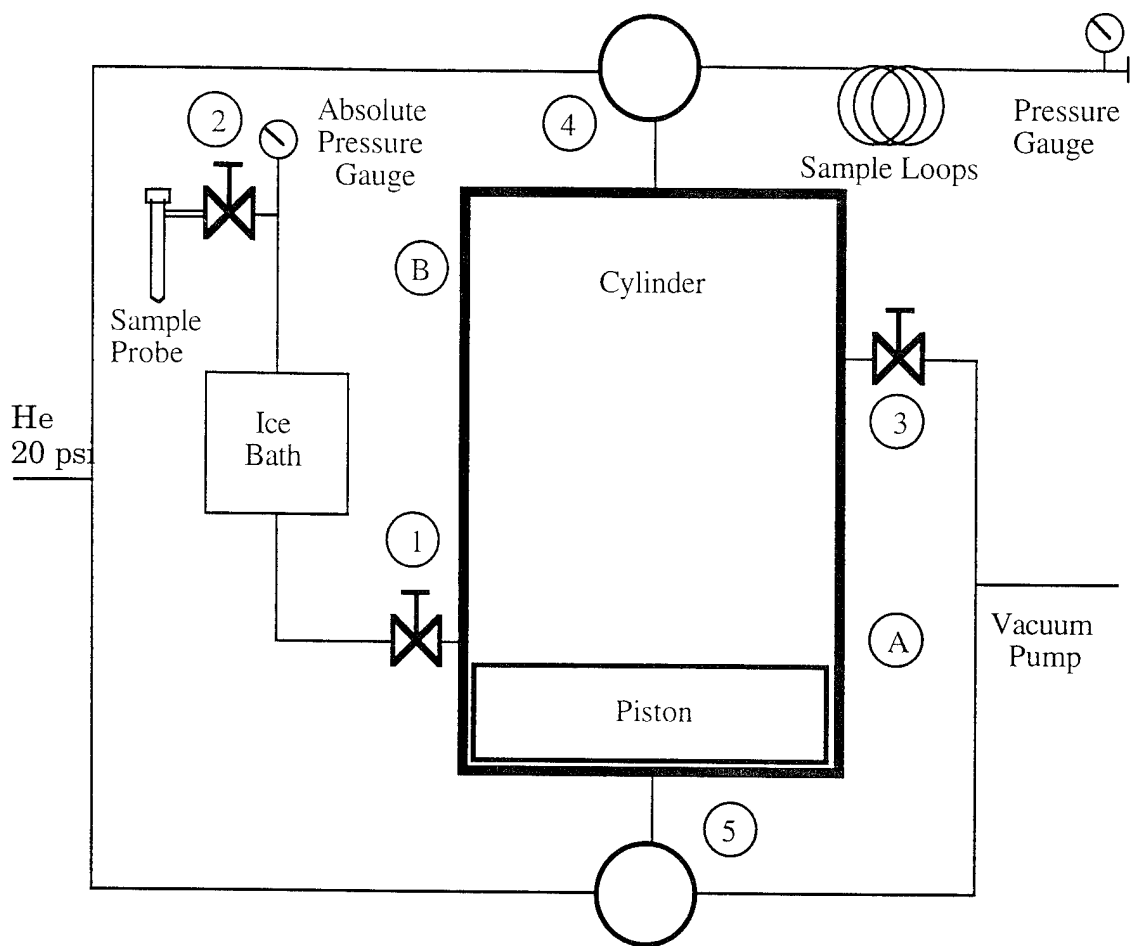 2
Absolute
Pressure
Gauge
4
Sample Loops
Pressure
Gauge
B
Cylinder
Sample
Probe
3
He
20 psi
Ice
Bath
1
A
Vacuum
Pump
Piston
5